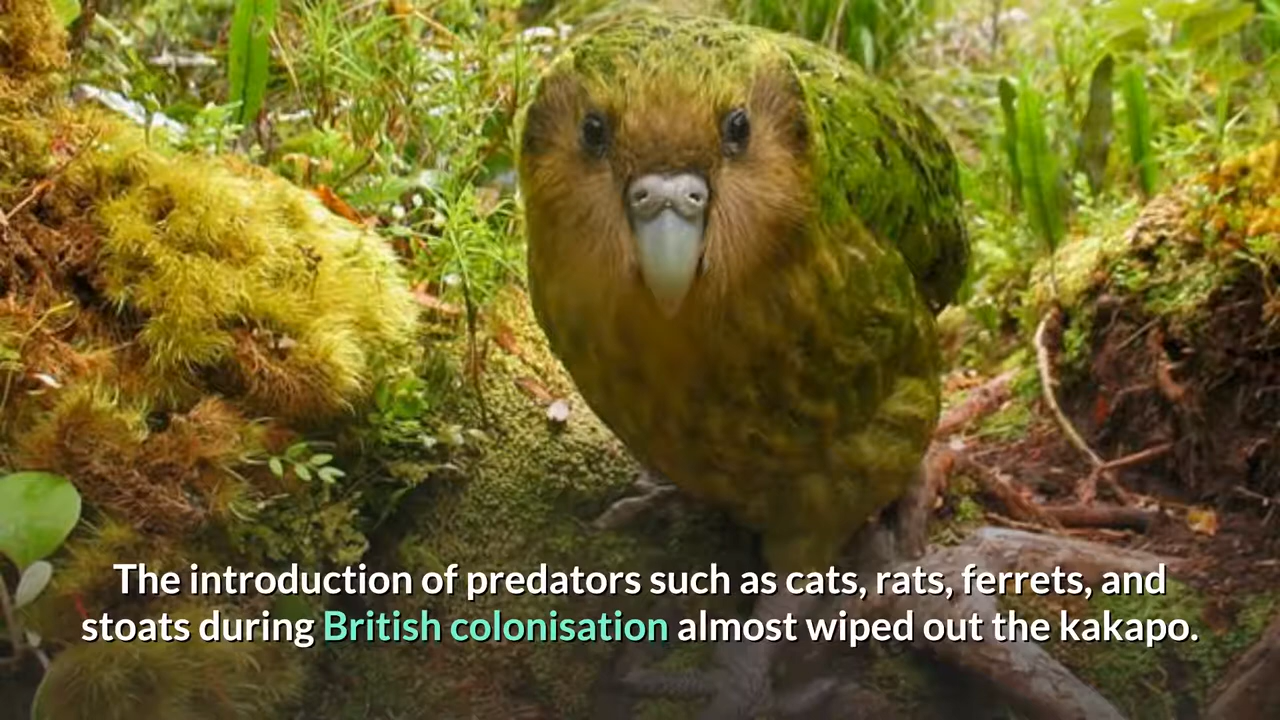 The introduction of predators such as cats, rats, ferrets, and
stoats during British colonisation almost wiped out the kakapo.